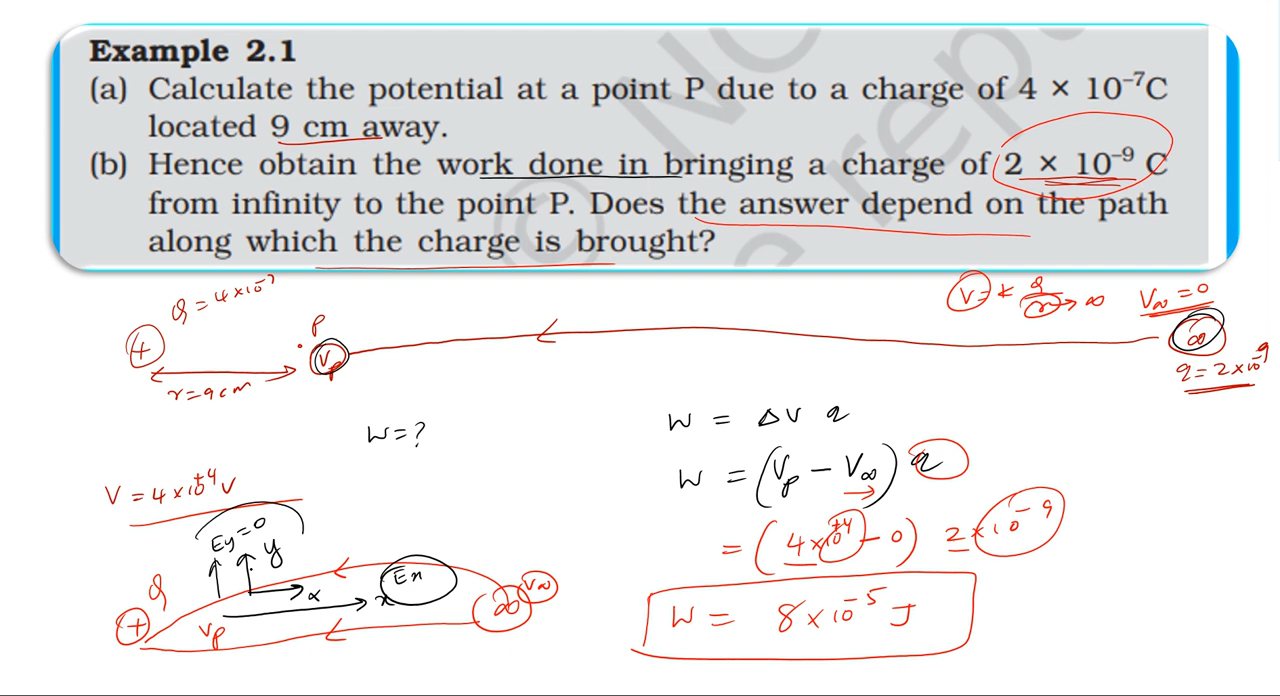 Example 2.1
(a) Calculate the potential at a point P due to a charge of 4 × 10⁻⁷C
located 9 cm away.
(b) Hence obtain the work done in bringing a charge of 2 × 10⁻⁹ C
from infinity to the point P. Does the answer depend on the path
along which the charge is brought?
Q = 4×10⁻⁷
V = K q/r → ∞
V∞ = 0
+
P
Vp
∞
r = 9cm
q = 2×10⁻⁹
W = ?
W = ΔV q
W = (Vp − V∞) q
V = 4×10⁺⁴ V
= (4×10⁺⁴ − 0) 2×10⁻⁹
Ey = 0
y
Ex
x
x
Q
+
Vp
∞
V∞
W = 8×10⁻⁵ J